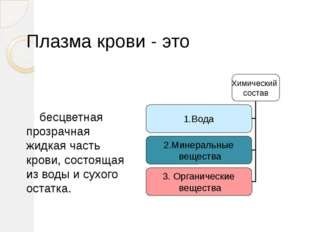 Плазма крови - это
бесцветная
прозрачная
жидкая часть
крови, состоящая
из воды и сухого
остатка.
Химический
состав
1.Вода
2.Минеральные
вещества
3. Органические
вещества